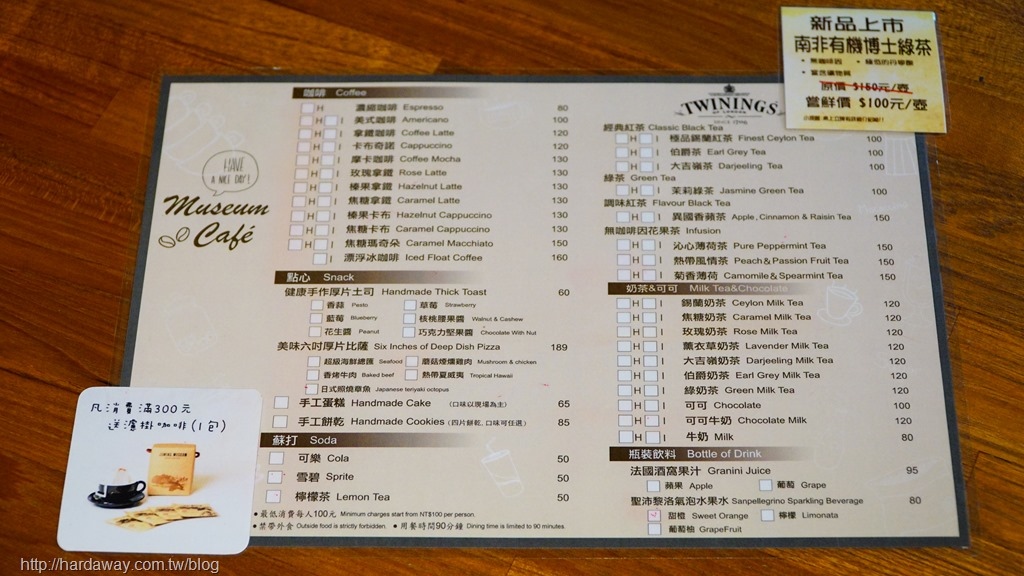 新品上市
南非有機博士綠茶
原價 $150元/壺
嘗鮮價 $100元/壺
HAVE
A NICE DAY!
Museum
Café
咖啡 Coffee
H 濃縮咖啡 Espresso 80
H I 美式咖啡 Americano 100
H I 拿鐵咖啡 Coffee Latte 120
H I 卡布奇諾 Cappuccino 120
H I 摩卡咖啡 Coffee Mocha 130
H I 玫瑰拿鐵 Rose Latte 130
H I 榛果拿鐵 Hazelnut Latte 130
H I 焦糖拿鐵 Caramel Latte 130
H I 榛果卡布 Hazelnut Cappuccino 130
H I 焦糖卡布 Caramel Cappuccino 130
H I 焦糖瑪奇朵 Caramel Macchiato 150
I 漂浮冰咖啡 Iced Float Coffee 160
點心 Snack
健康手作厚片土司 Handmade Thick Toast 60
香蒜 Pesto 草莓 Strawberry
藍莓 Blueberry 核桃腰果醬 Walnut & Cashew
花生醬 Peanut 巧克力堅果醬 Chocolate With Nut
美味六吋厚片比薩 Six Inches of Deep Dish Pizza 189
超級海鮮總匯 Seafood 蘑菇煙燻雞肉 Mushroom & chicken
香烤牛肉 Baked beef 熱帶夏威夷 Tropical Hawaii
日式照燒章魚 Japanese teriyaki octopus
手工蛋糕 Handmade Cake (口味以現場為主) 65
手工餅乾 Handmade Cookies (四片餅乾, 口味可任選) 85
蘇打 Soda
可樂 Cola 50
雪碧 Sprite 50
檸檬茶 Lemon Tea 50
● 最低消費每人100元 Minimum charges start from NT$100 per person.
● 禁帶外食 Outside food is strictly forbidden. ● 用餐時間90分鐘 Dining time is limited to 90 minutes.
TWININGS
OF LONDON
經典紅茶 Classic Black Tea
H I 極品錫蘭紅茶 Finest Ceylon Tea 100
H I 伯爵茶 Earl Grey Tea 100
H I 大吉嶺茶 Darjeeling Tea 100
綠茶 Green Tea
H I 茉莉綠茶 Jasmine Green Tea 100
調味紅茶 Flavour Black Tea
H I 異國香蘋茶 Apple, Cinnamon & Raisin Tea 150
無咖啡因花果茶 Infusion
H I 沁心薄荷茶 Pure Peppermint Tea 150
H I 熱帶風情茶 Peach & Passion Fruit Tea 150
H I 菊香薄荷 Camomile & Spearmint Tea 150
奶茶&可可 Milk Tea&Chocolate
H I 錫蘭奶茶 Ceylon Milk Tea 120
H I 焦糖奶茶 Caramel Milk Tea 120
H I 玫瑰奶茶 Rose Milk Tea 120
H I 薰衣草奶茶 Lavender Milk Tea 120
H I 大吉嶺奶茶 Darjeeling Milk Tea 120
H I 伯爵奶茶 Earl Grey Milk Tea 120
H I 綠奶茶 Green Milk Tea 120
H I 可可 Chocolate 100
H I 可可牛奶 Chocolate Milk 120
H I 牛奶 Milk 80
瓶裝飲料 Bottle of Drink
法國酒窩果汁 Granini Juice 95
蘋果 Apple 葡萄 Grape
聖沛黎洛氣泡水果水 Sanpellegrino Sparkling Beverage 80
甜橙 Sweet Orange 檸檬 Limonata
葡萄柚 GrapeFruit
凡消費滿300元
送濾掛咖啡(1包)
http://hardaway.com.tw/blog